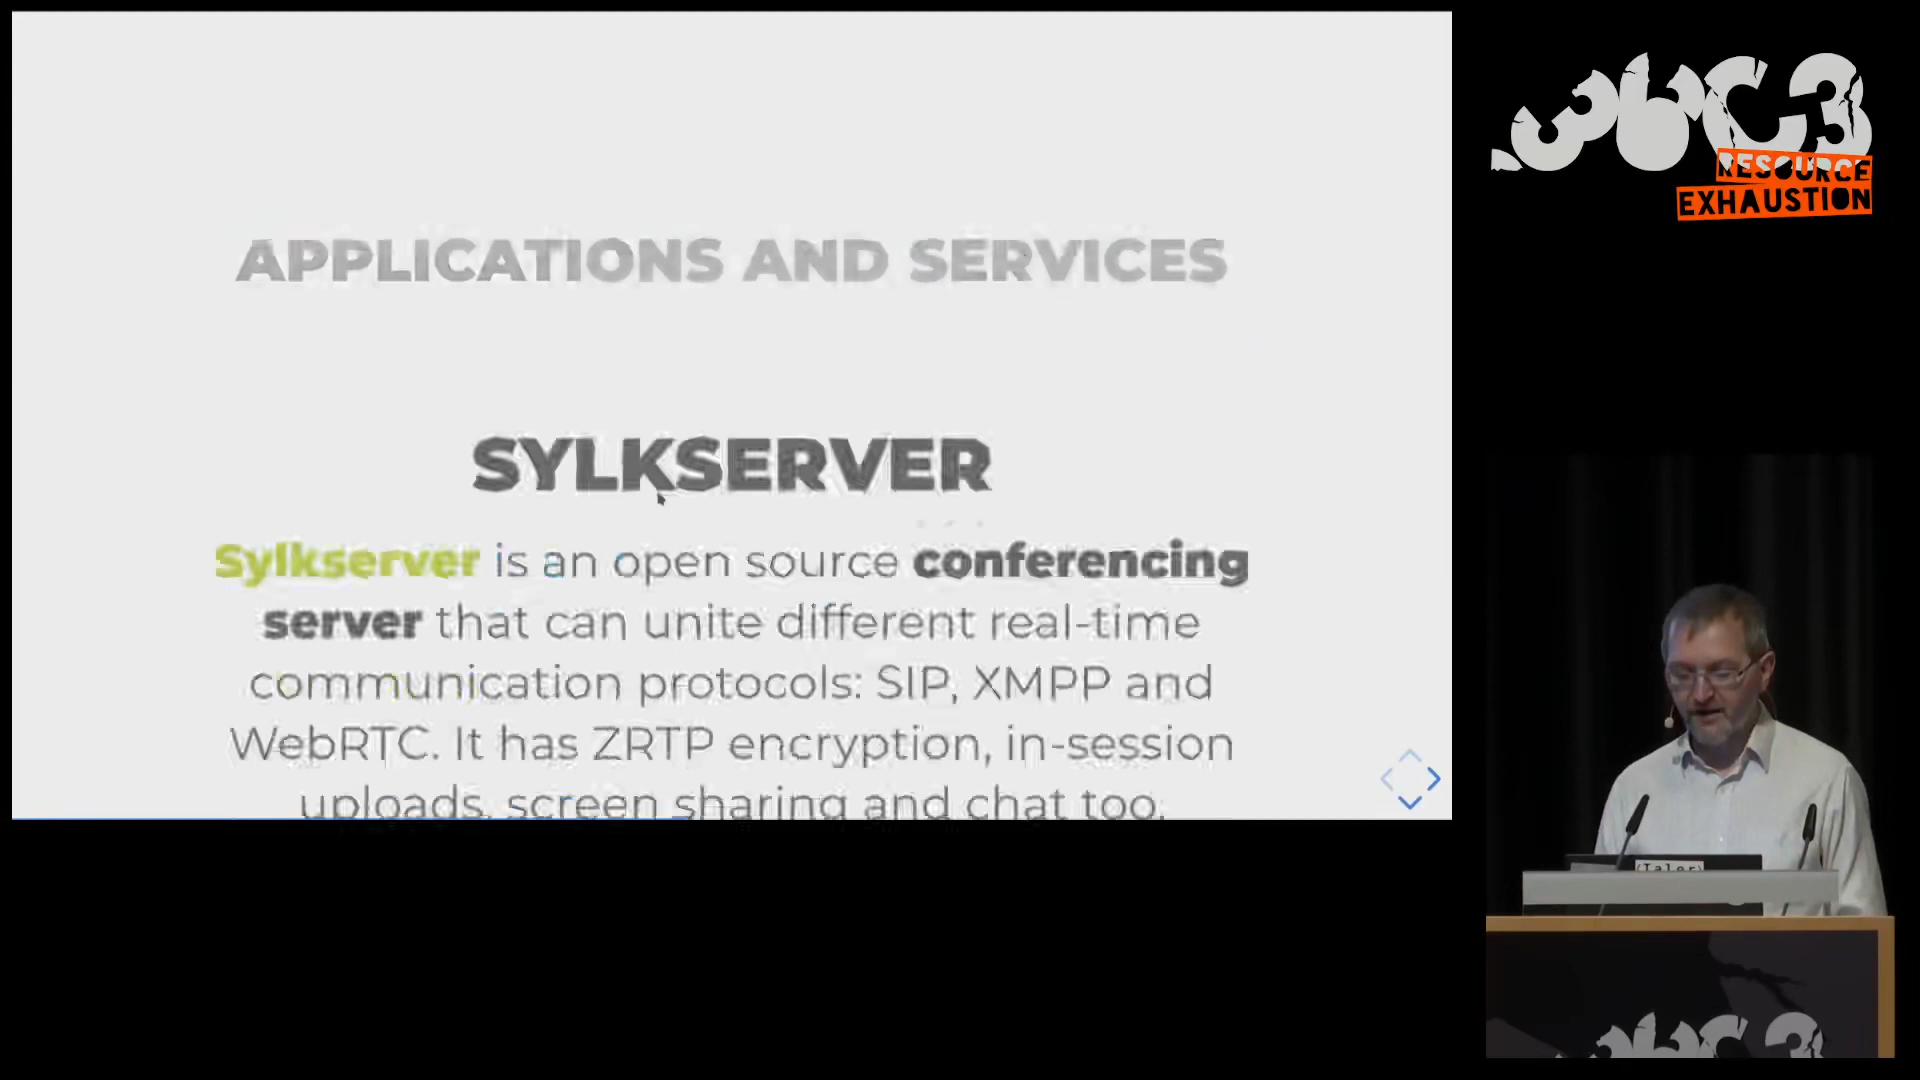 APPLICATIONS AND SERVICES
SYLKSERVER
Sylkserver is an open source conferencing
server that can unite different real-time
communication protocols: SIP, XMPP and
WebRTC. It has ZRTP encryption, in-session
uploads, screen sharing and chat too.
36C3
RESOURCE
EXHAUSTION
Taler
36C3